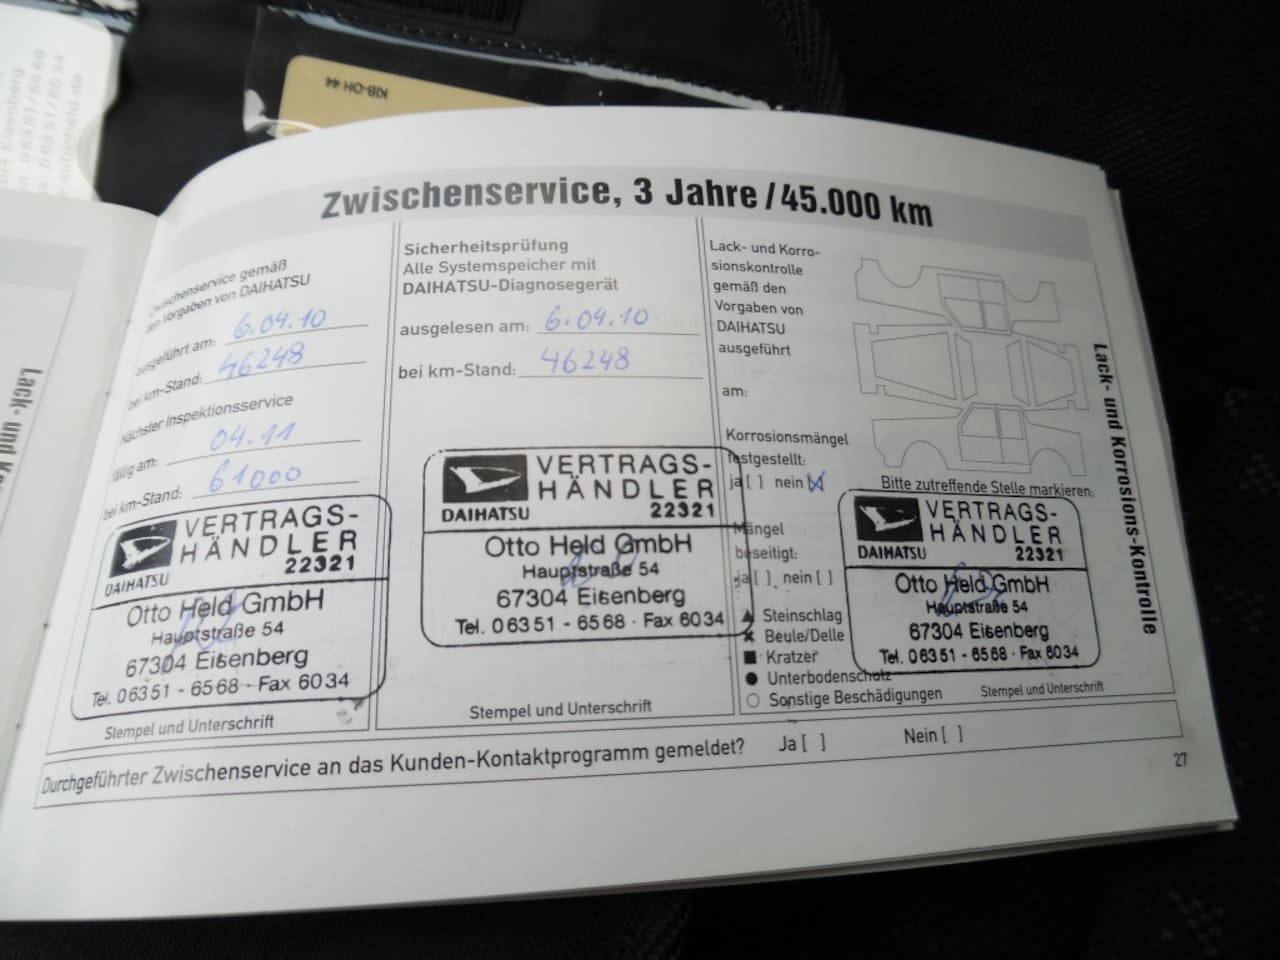 KIB-OH 44
Zwischenservice, 3 Jahre / 45.000 km
Zwischenservice gemäß
den Vorgaben von DAIHATSU
ausgeführt am: 6.04.10
bei km-Stand: 46248
Nächster Inspektionsservice
fällig am: 04.11
bei km-Stand: 61000
DAIHATSU
VERTRAGS-
HÄNDLER
22321
Otto Held GmbH
Hauptstraße 54
67304 Eisenberg
Tel. 06351 - 6568 · Fax 6034
Stempel und Unterschrift
Sicherheitsprüfung
Alle Systemspeicher mit
DAIHATSU-Diagnosegerät
ausgelesen am: 6.04.10
bei km-Stand: 46248
DAIHATSU
VERTRAGS-
HÄNDLER
22321
Otto Held GmbH
Hauptstraße 54
67304 Eisenberg
Tel. 06351 - 6568 · Fax 6034
Stempel und Unterschrift
Lack- und Korro-
sionskontrolle
gemäß den
Vorgaben von
DAIHATSU
ausgeführt
am:
Korrosionsmängel
festgestellt:
ja [ ] nein [x]
Bitte zutreffende Stelle markieren:
Mängel
beseitigt:
ja [ ], nein [ ]
▲ Steinschlag
✖ Beule/Delle
■ Kratzer
● Unterbodenschutz
○ Sonstige Beschädigungen
DAIHATSU
VERTRAGS-
HÄNDLER
22321
Otto Held GmbH
Hauptstraße 54
67304 Eisenberg
Tel. 06351 - 6568 · Fax 6034
Stempel und Unterschrift
Lack- und Korrosions-Kontrolle
Durchgeführter Zwischenservice an das Kunden-Kontaktprogramm gemeldet? Ja [ ] Nein [ ]
27
Lack- und